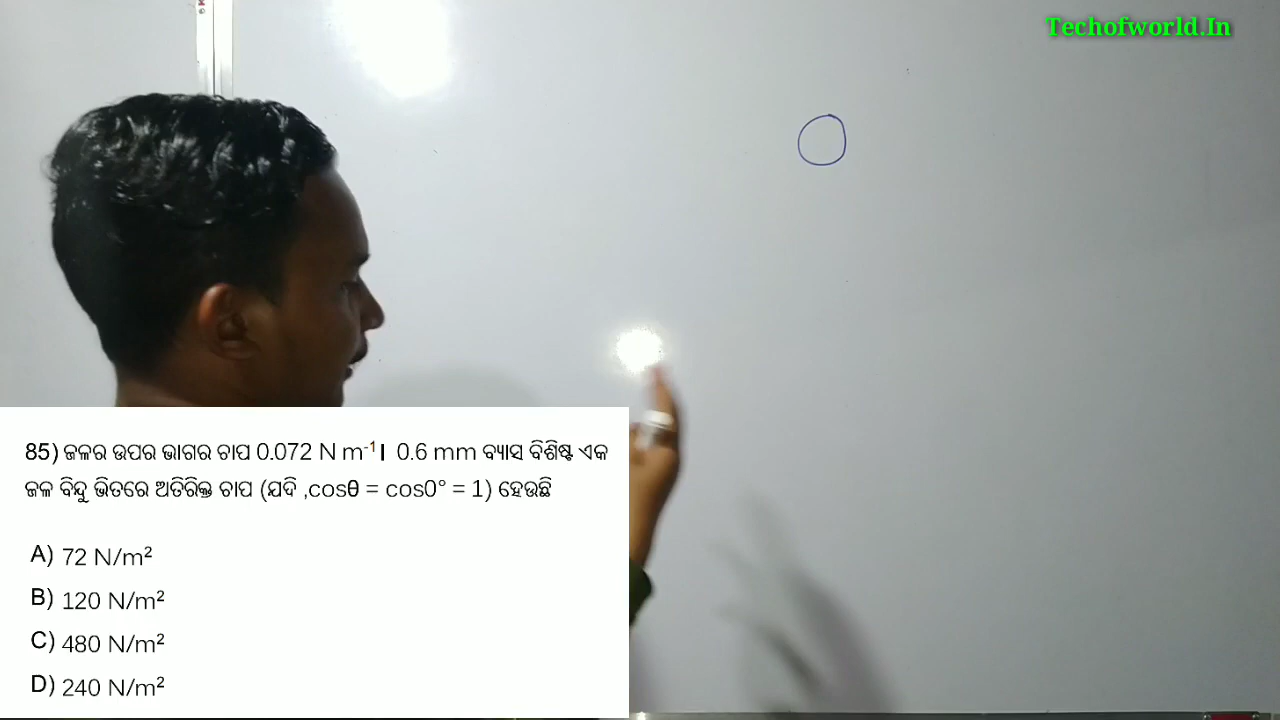 Techofworld.In
85) ଜଳର ଉପର ଭାଗର ଚାପ 0.072 N m⁻¹। 0.6 mm ବ୍ୟାସ ବିଶିଷ୍ଟ ଏକ
ଜଳ ବିନ୍ଦୁ ଭିତରେ ଅତିରିକ୍ତ ଚାପ (ଯଦି ,cosθ = cos0° = 1) ହେଉଛି
A) 72 N/m²
B) 120 N/m²
C) 480 N/m²
D) 240 N/m²